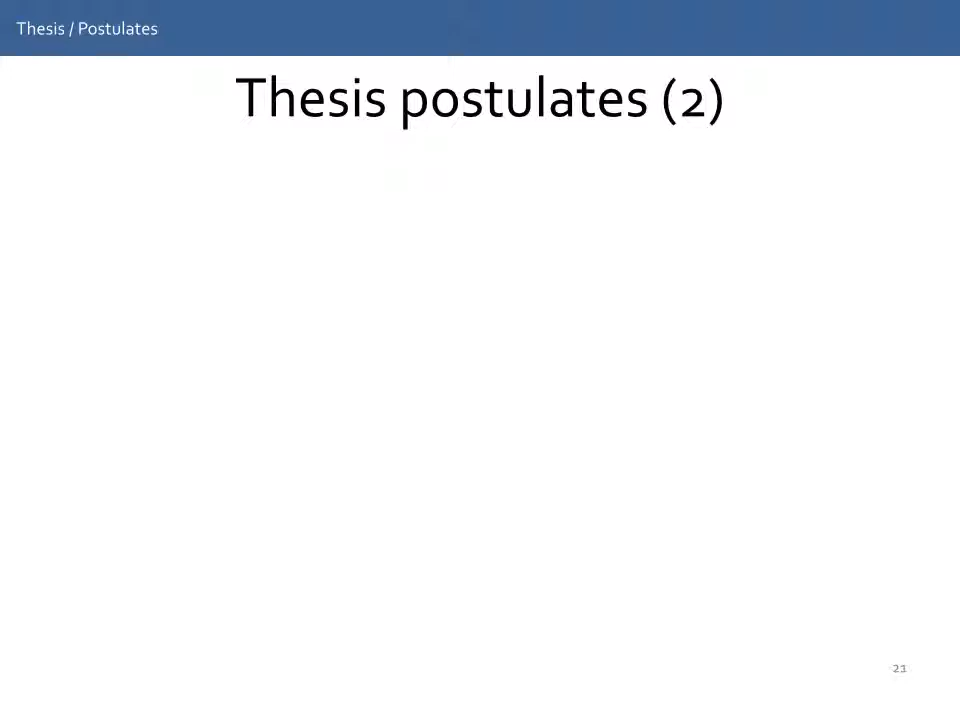 Thesis / Postulates
Thesis postulates (2)
21